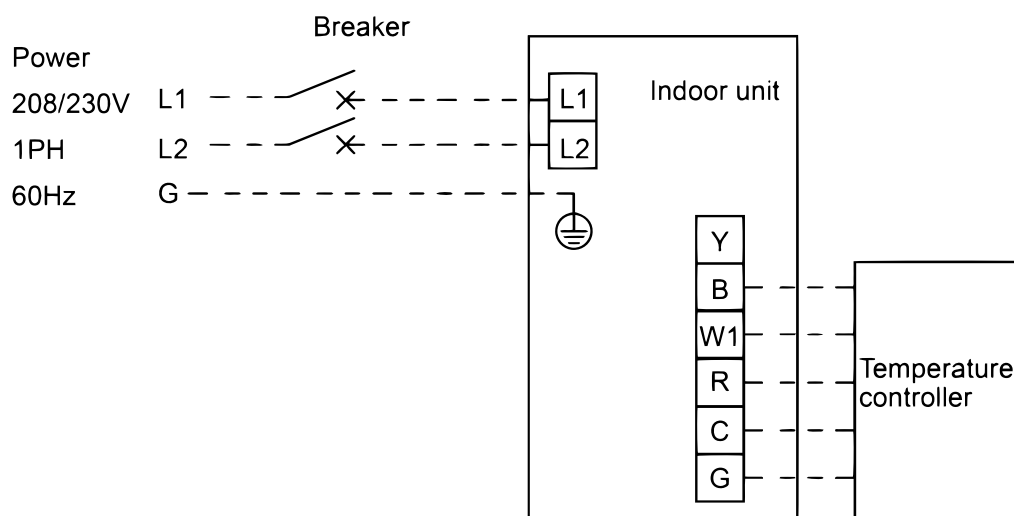 Breaker
Power
208/230V L1
1PH L2
60Hz G
L1
L2
Indoor unit
Y
B
W1
R
C
G
Temperature
controller